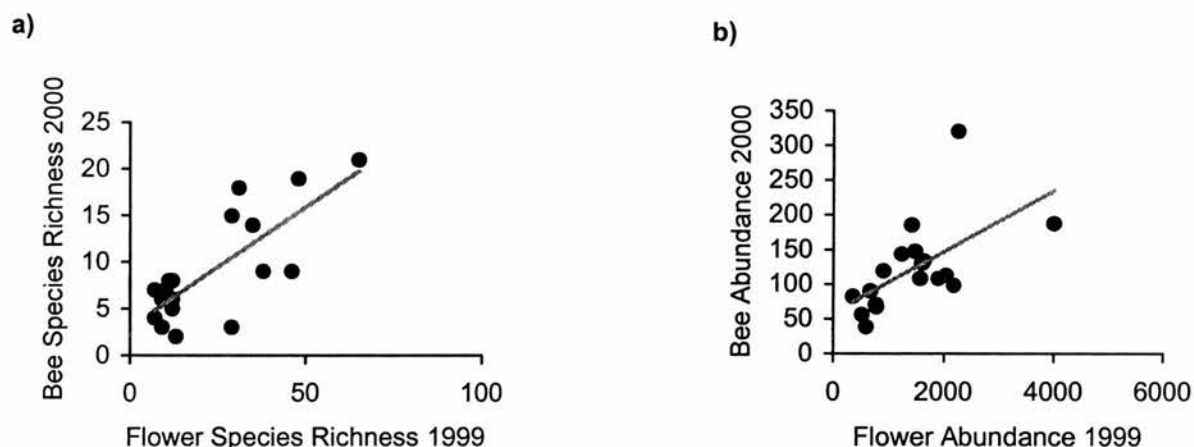 a)
Bee Species Richness 2000
25
20
15
10
5
0
0 50 100
Flower Species Richness 1999
b)
Bee Abundance 2000
350
300
250
200
150
100
50
0
0 2000 4000 6000
Flower Abundance 1999